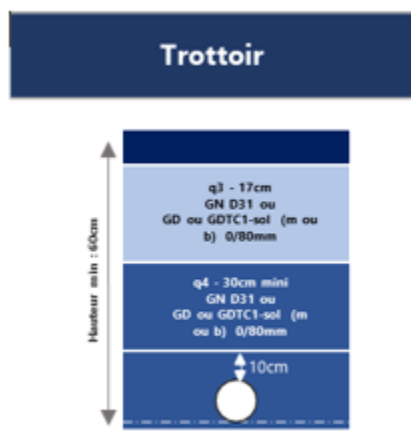 Trottoir
Hauteur min : 60cm
q3 - 17cm
GN D31 ou
GD ou GDTC1-sol (m ou
b) 0/80mm
q4 - 30cm mini
GN D31 ou
GD ou GDTC1-sol (m
ou b) 0/80mm
10cm